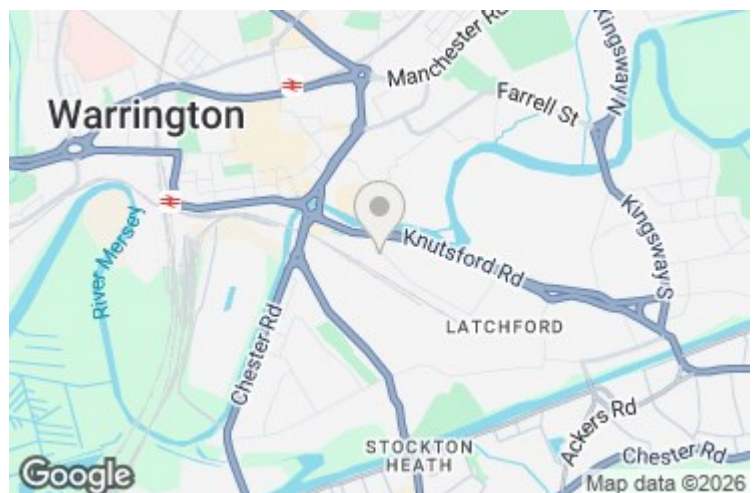 Manchester Rd
Kingsway N
Farrell St
Warrington
River Mersey
Knutsford Rd
Kingsway S
Chester Rd
LATCHFORD
Ackers Rd
STOCKTON
HEATH
Chester Rd
Google
Map data ©2026